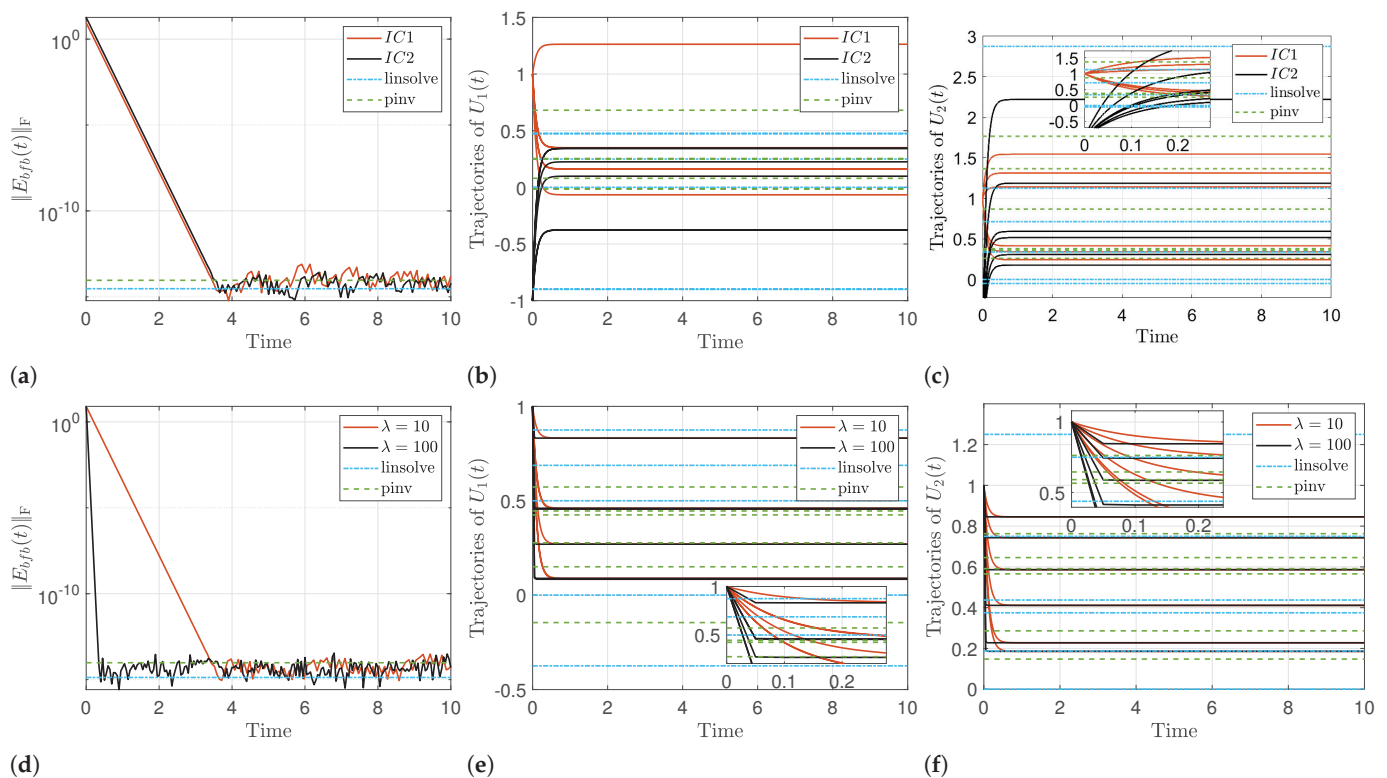 IC1
IC2
linsolve
pinv
10^0
10^-10
‖E_bfb(t)‖_F
0 2 4 6 8 10
Time
(a)
IC1
IC2
linsolve
pinv
1.5
1
0.5
0
-0.5
-1
Trajectories of U_1(t)
0 2 4 6 8 10
Time
(b)
IC1
IC2
linsolve
pinv
3
2.5
2
1.5
1
0.5
0
1.5
1
0.5
0
-0.5
0 0.1 0.2
Trajectories of U_2(t)
0 2 4 6 8 10
Time
(c)
λ = 10
λ = 100
linsolve
pinv
10^0
10^-10
‖E_bfb(t)‖_F
0 2 4 6 8 10
Time
(d)
λ = 10
λ = 100
linsolve
pinv
1
0.5
0
-0.5
1
0.5
0 0.1 0.2
Trajectories of U_1(t)
0 2 4 6 8 10
Time
(e)
λ = 10
λ = 100
linsolve
pinv
1.2
1
0.8
0.6
0.4
0.2
0
1
0.5
0 0.1 0.2
Trajectories of U_2(t)
0 2 4 6 8 10
Time
(f)